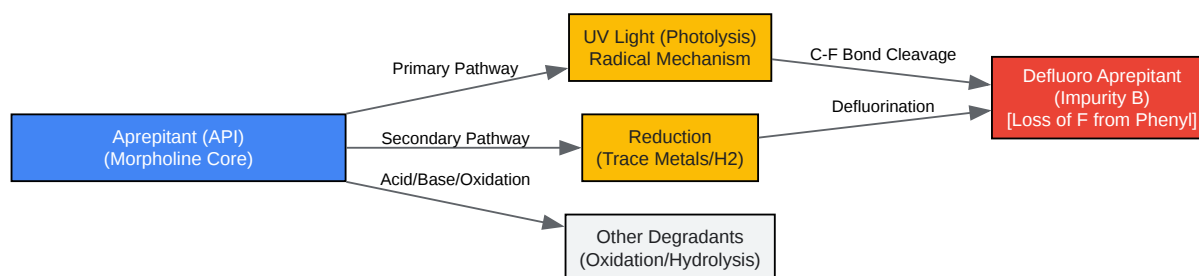 UV Light (Photolysis)
Radical Mechanism
C-F Bond Cleavage
Primary Pathway
Defluoro Aprepitant
(Impurity B)
[Loss of F from Phenyl]
Defluorination
Aprepitant (API)
(Morpholine Core)
Secondary Pathway
Reduction
(Trace Metals/H2)
Acid/Base/Oxidation
Other Degradants
(Oxidation/Hydrolysis)